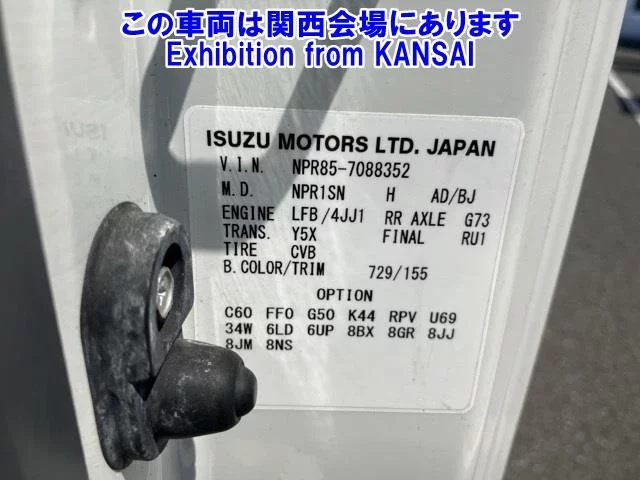 この車両は関西会場にあります
Exhibition from KANSAI
ISUZU MOTORS LTD. JAPAN
V.I.N. NPR85-7088352
M.D. NPR1SN H AD/BJ
ENGINE LFB/4JJ1 RR AXLE G73
TRANS. Y5X FINAL RU1
TIRE CVB
B.COLOR/TRIM 729/155
OPTION
C60 FF0 G50 K44 RPV U69
34W 6LD 6UP 8BX 8GR 8JJ
8JM 8NS